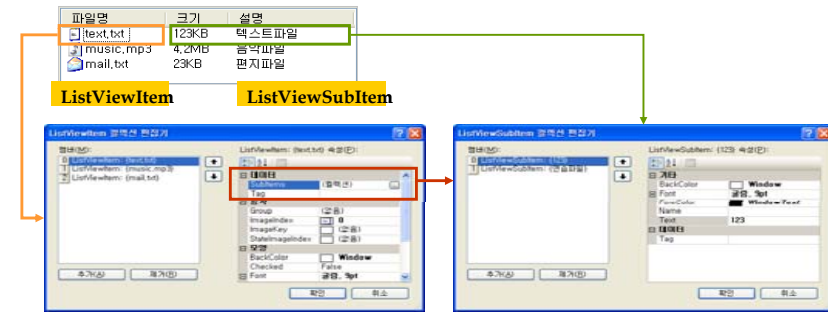 파일명 크기 설명
text.txt 123KB 텍스트파일
music.mp3 4.2MB 음악파일
mail.txt 23KB 편지파일
ListViewItem ListViewSubItem
ListViewItem 컬렉션 편집기
멤버(M):
0 ListViewItem: {text.txt}
1 ListViewItem: {music.mp3}
2 ListViewItem: {mail.txt}
추가(A) 제거(R)
ListViewItem: {text.txt} 속성(P):
데이터
SubItems (컬렉션)
Tag
Group (없음)
ImageIndex 0
ImageKey (없음)
StateImageIndex (없음)
모양
BackColor Window
Checked False
Font 굴림, 9pt
확인 취소
ListViewSubItem 컬렉션 편집기
멤버(M):
0 ListViewSubItem: {123}
1 ListViewSubItem: {연습파일}
추가(A) 제거(R)
ListViewSubItem: {123} 속성(P):
기타
BackColor Window
Font 굴림, 9pt
ForeColor WindowText
Name
Text 123
데이터
Tag
확인 취소